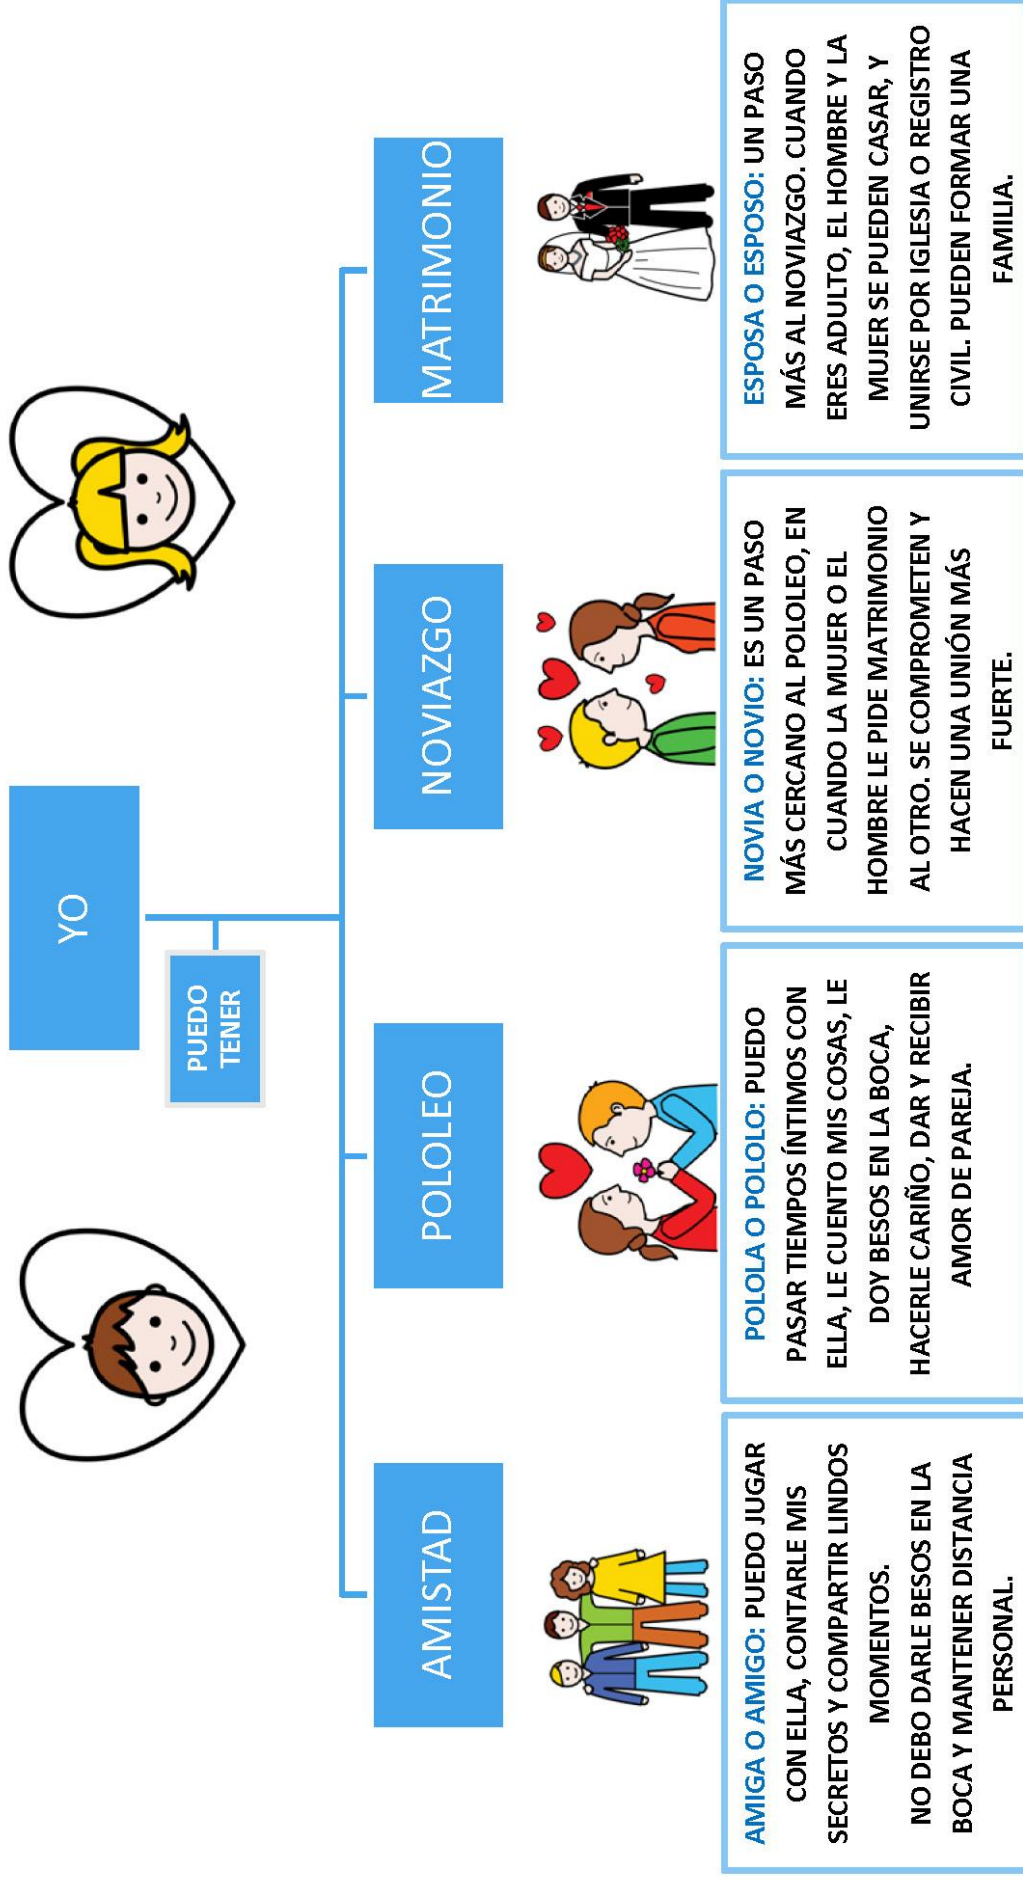 YO
PUEDO
TENER
AMISTAD
POLOLEO
NOVIAZGO
MATRIMONIO
AMIGA O AMIGO: PUEDO JUGAR
CON ELLA, CONTARLE MIS
SECRETOS Y COMPARTIR LINDOS
MOMENTOS.
NO DEBO DARLE BESOS EN LA
BOCA Y MANTENER DISTANCIA
PERSONAL.
POLOLA O POLOLO: PUEDO
PASAR TIEMPOS ÍNTIMOS CON
ELLA, LE CUENTO MIS COSAS, LE
DOY BESOS EN LA BOCA,
HACERLE CARIÑO, DAR Y RECIBIR
AMOR DE PAREJA.
NOVIA O NOVIO: ES UN PASO
MÁS CERCANO AL POLOLEO, EN
CUANDO LA MUJER O EL
HOMBRE LE PIDE MATRIMONIO
AL OTRO. SE COMPROMETEN Y
HACEN UNA UNIÓN MÁS
FUERTE.
ESPOSA O ESPOSO: UN PASO
MÁS AL NOVIAZGO. CUANDO
ERES ADULTO, EL HOMBRE Y LA
MUJER SE PUEDEN CASAR, Y
UNIRSE POR IGLESIA O REGISTRO
CIVIL. PUEDEN FORMAR UNA
FAMILIA.